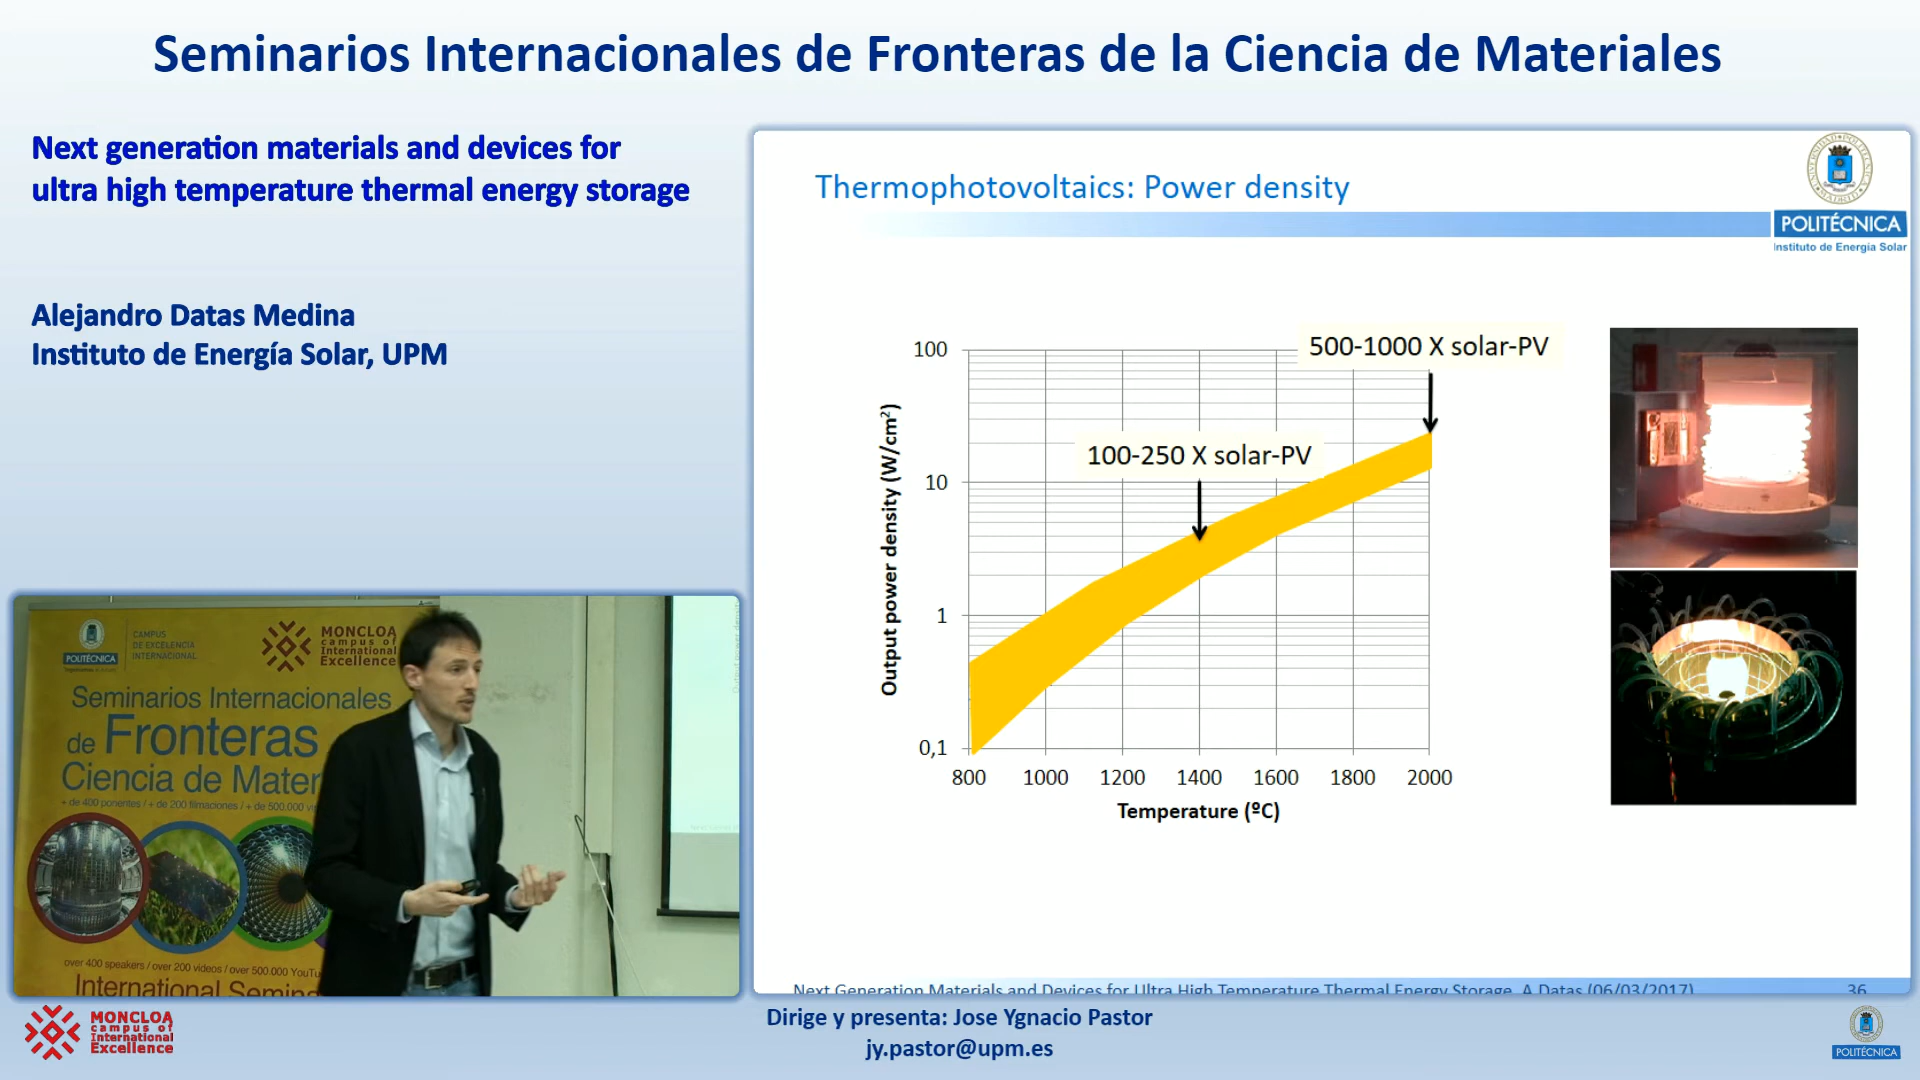 Seminarios Internacionales de Fronteras de la Ciencia de Materiales
Next generation materials and devices for
ultra high temperature thermal energy storage
Alejandro Datas Medina
Instituto de Energía Solar, UPM
Thermophotovoltaics: Power density
POLITÉCNICA
Instituto de Energía Solar
500-1000 X solar-PV
100-250 X solar-PV
Output power density (W/cm²)
100
10
1
0,1
800 1000 1200 1400 1600 1800 2000
Temperature (ºC)
Next Generation Materials and Devices for Ultra High Temperature Thermal Energy Storage. A Datas (06/03/2017)
36
POLITÉCNICA
CAMPUS
DE EXCELENCIA
INTERNACIONAL
MONCLOA
campus of
International
Excellence
Seminarios Internacionales
de Fronteras
Ciencia de Mater
+ de 400 ponentes / + de 200 filmaciones / + de 500.000
over 400 speakers / over 200 videos / over 500.000 YouTu
International Semina
MONCLOA
campus of
International
Excellence
Dirige y presenta: Jose Ygnacio Pastor
jy.pastor@upm.es
POLITÉCNICA